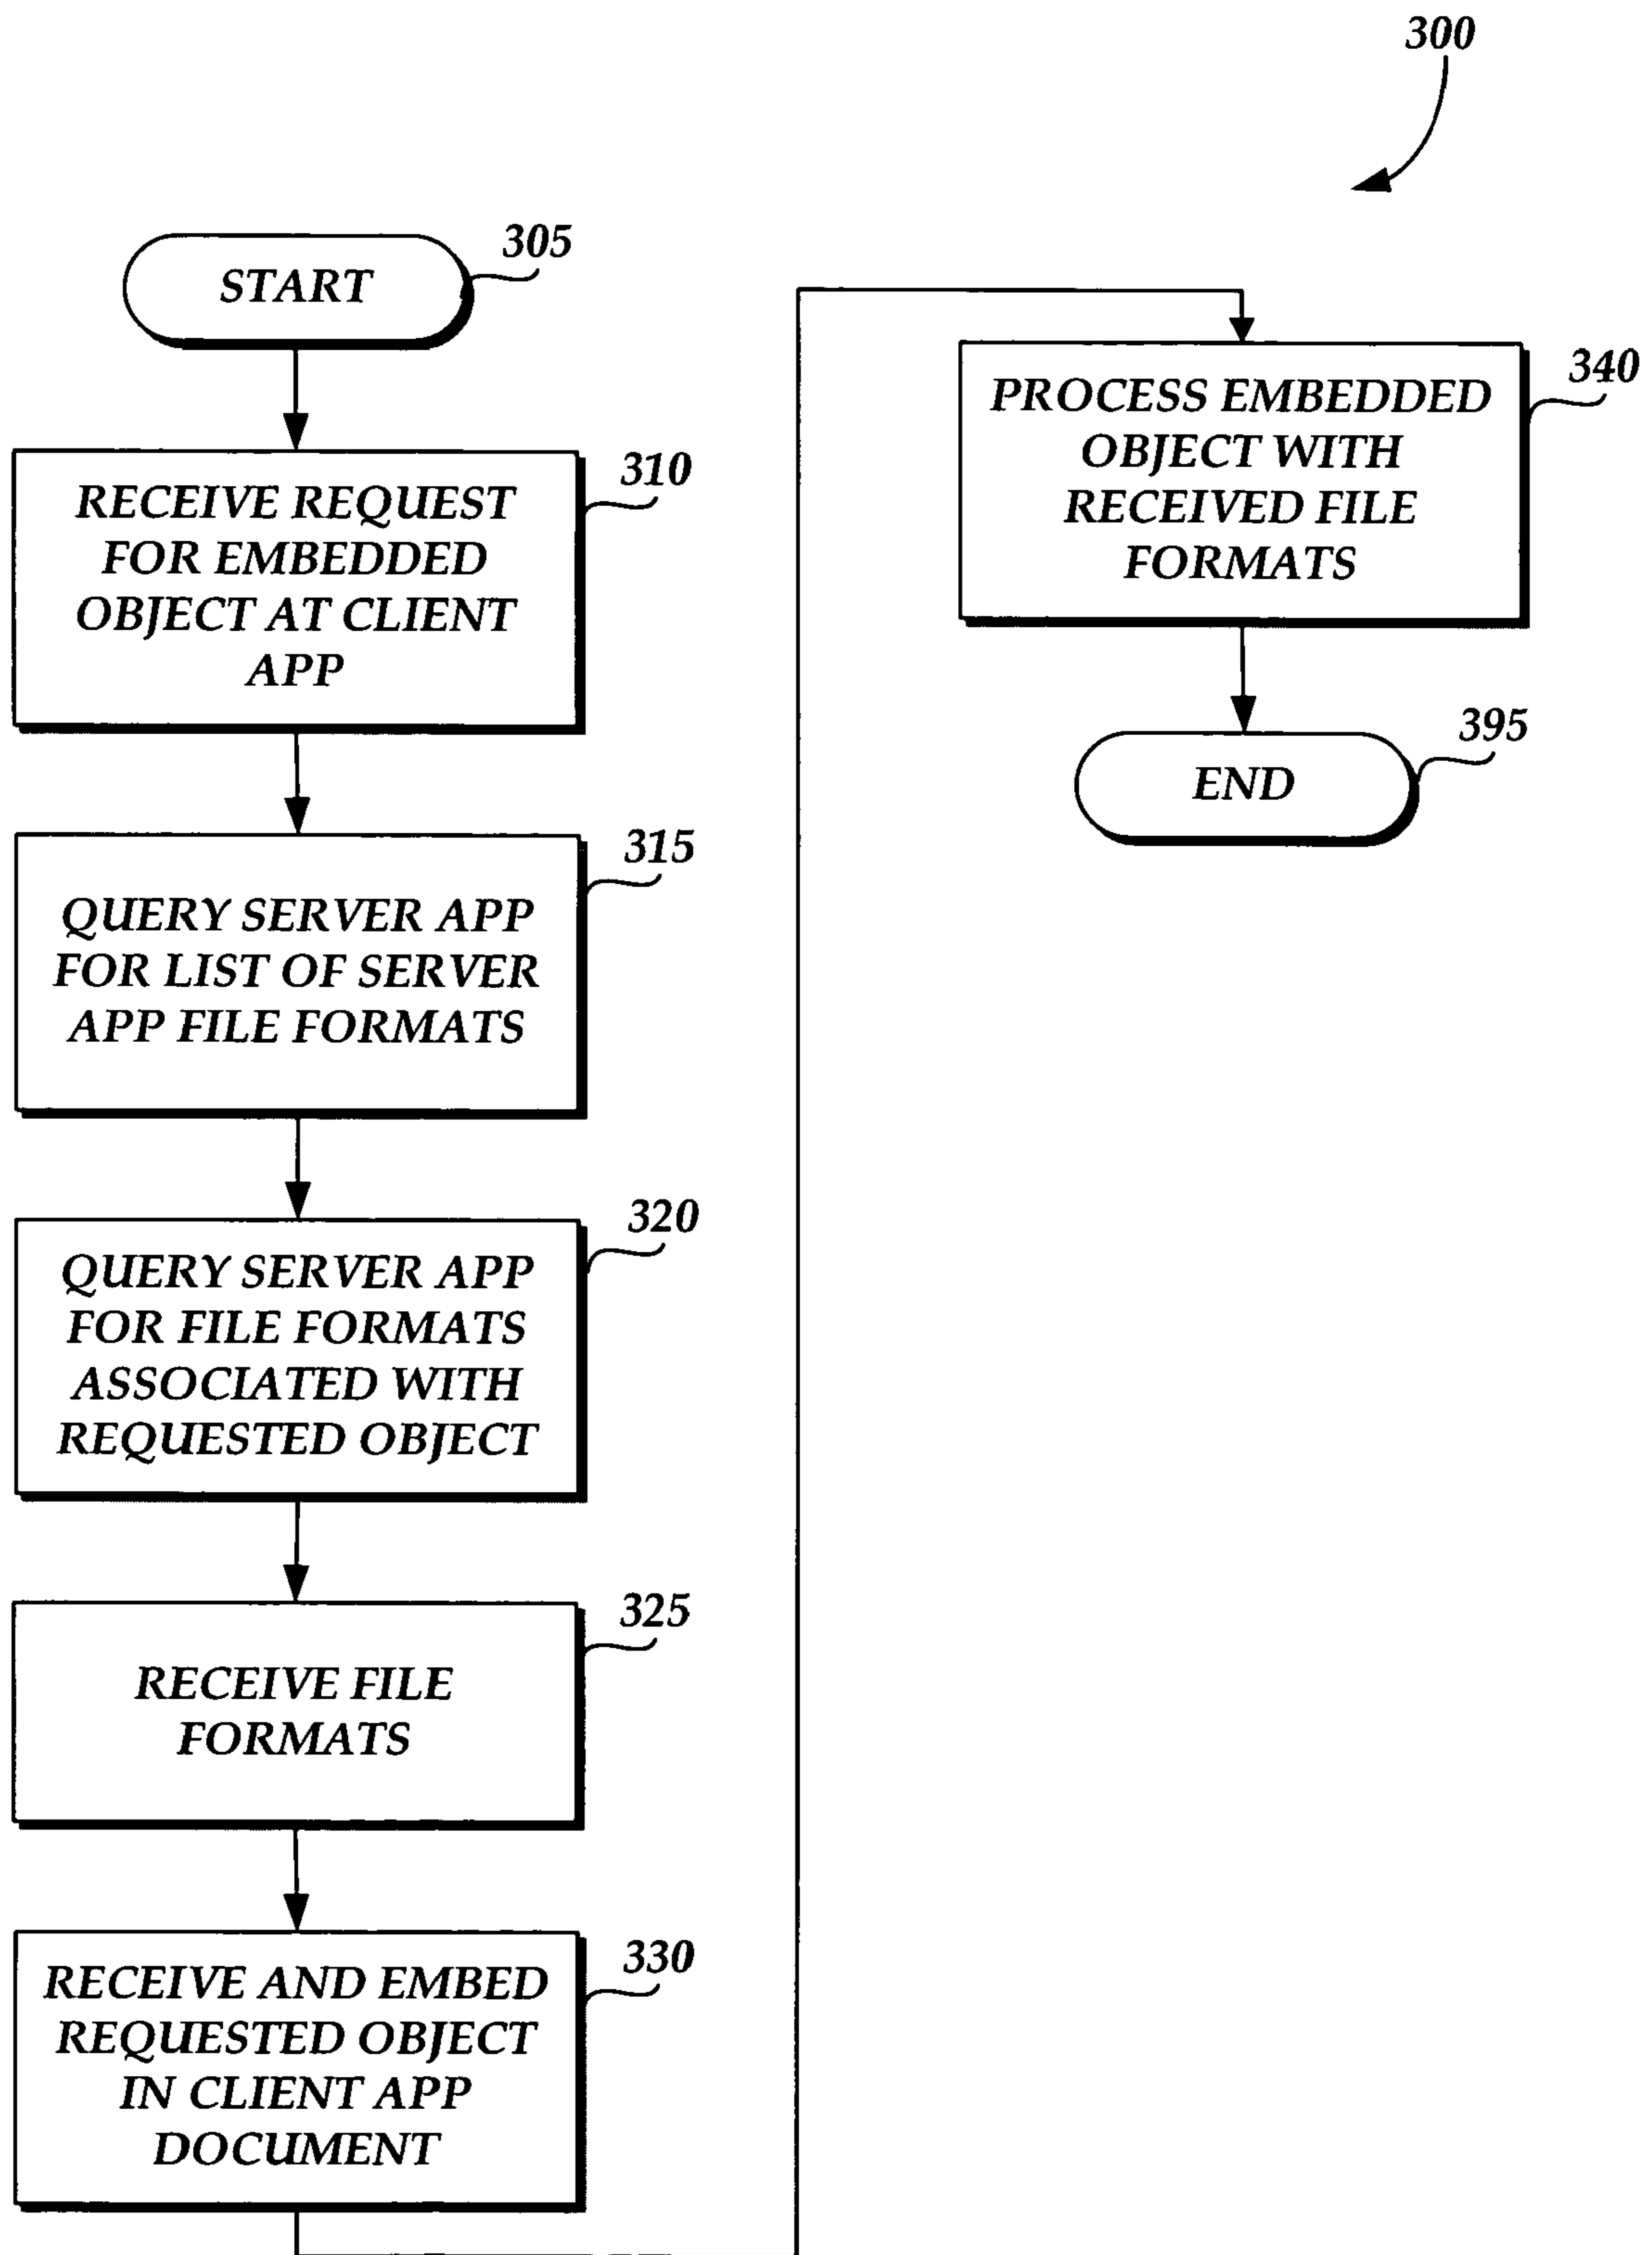 300
START
305
RECEIVE REQUEST
FOR EMBEDDED
OBJECT AT CLIENT
APP
310
QUERY SERVER APP
FOR LIST OF SERVER
APP FILE FORMATS
315
QUERY SERVER APP
FOR FILE FORMATS
ASSOCIATED WITH
REQUESTED OBJECT
320
RECEIVE FILE
FORMATS
325
RECEIVE AND EMBED
REQUESTED OBJECT
IN CLIENT APP
DOCUMENT
330
PROCESS EMBEDDED
OBJECT WITH
RECEIVED FILE
FORMATS
340
END
395